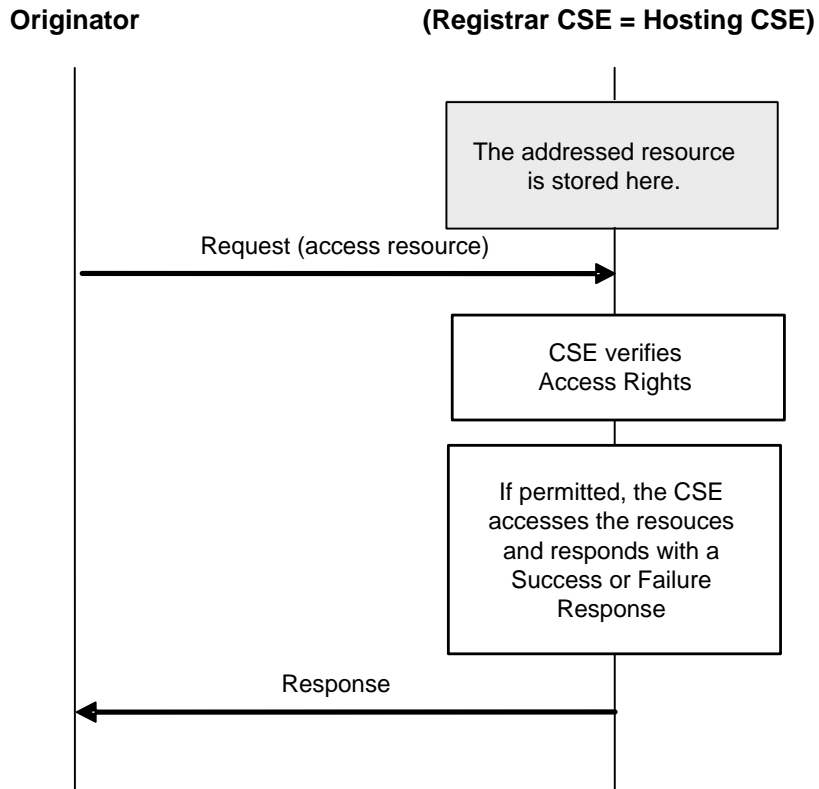 Originator
(Registrar CSE = Hosting CSE)
The addressed resource
is stored here.
Request (access resource)
CSE verifies
Access Rights
If permitted, the CSE
accesses the resouces
and responds with a
Success or Failure
Response
Response